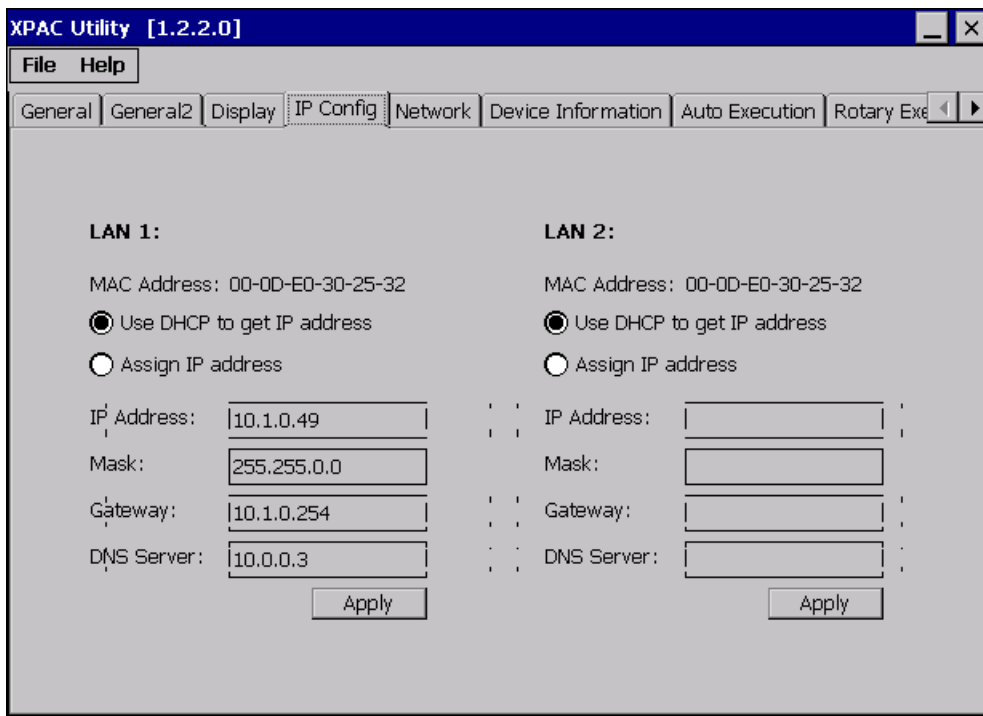 XPAC Utility [1.2.2.0]
File Help
General General2 Display IP Config Network Device Information Auto Execution Rotary Exe
LAN 1:
MAC Address: 00-0D-E0-30-25-32
Use DHCP to get IP address
Assign IP address
IP Address: 10.1.0.49
Mask: 255.255.0.0
Gateway: 10.1.0.254
DNS Server: 10.0.0.3
Apply
LAN 2:
MAC Address: 00-0D-E0-30-25-32
Use DHCP to get IP address
Assign IP address
IP Address:
Mask:
Gateway:
DNS Server:
Apply